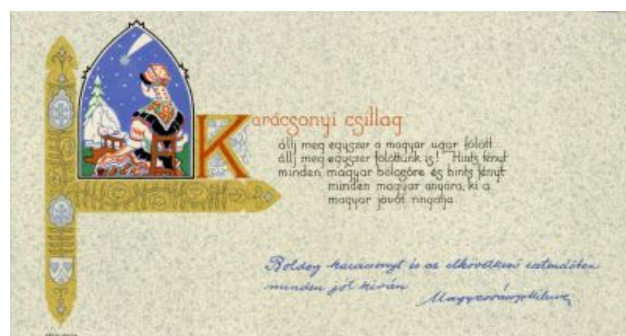 Karácsonyi csillag
állj meg egyszer a magyar ugar fölött
állj meg egyszer fölöttünk is! Hints fényt
minden magyar bölcsőre és hints fényt
minden magyar anyára, ki a
magyar jövőt ringatja
Boldog karácsonyt és az elkövetkező esztendőben
minden jót kíván